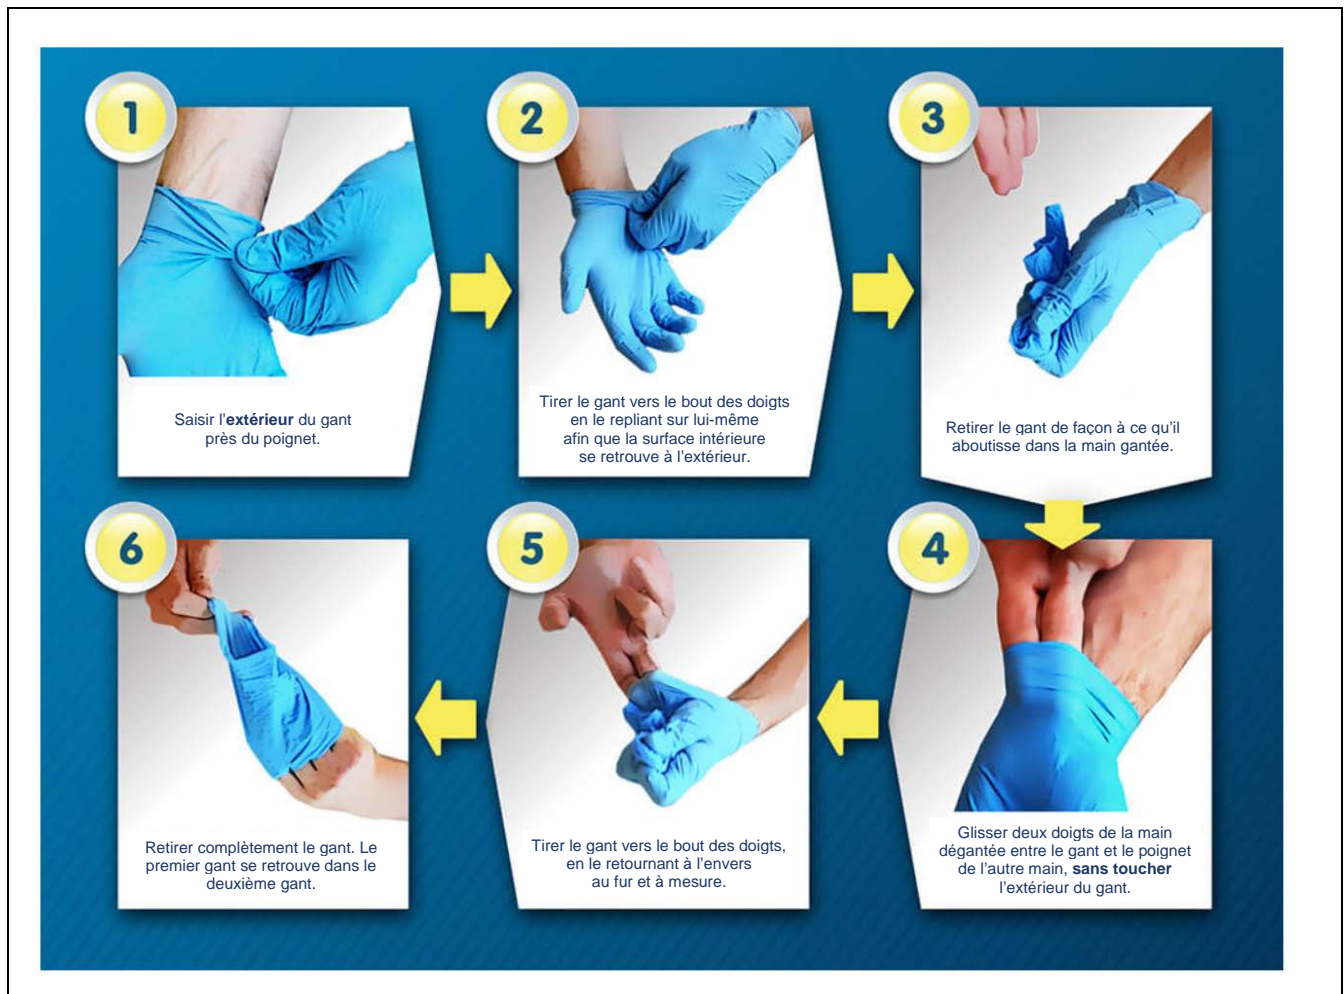 1
Saisir l’extérieur du gant
près du poignet.
2
Tirer le gant vers le bout des doigts
en le repliant sur lui-même
afin que la surface intérieure
se retrouve à l’extérieur.
3
Retirer le gant de façon à ce qu’il
aboutisse dans la main gantée.
4
Glisser deux doigts de la main
dégantée entre le gant et le poignet
de l’autre main, sans toucher
l’extérieur du gant.
5
Tirer le gant vers le bout des doigts,
en le retournant à l’envers
au fur et à mesure.
6
Retirer complètement le gant. Le
premier gant se retrouve dans le
deuxième gant.